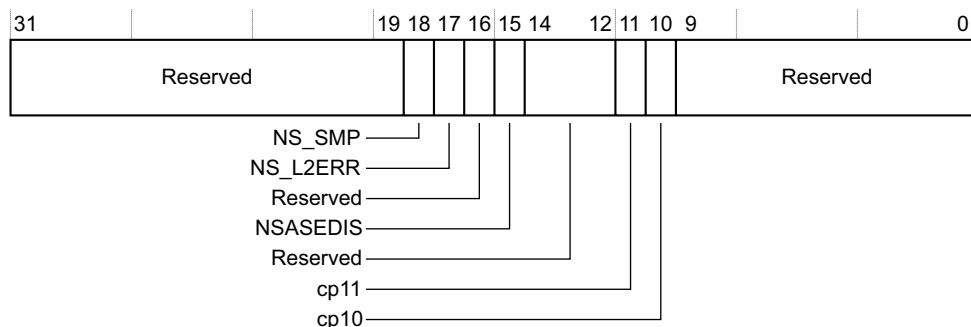 31 19 18 17 16 15 14 12 11 10 9 0
Reserved Reserved
NS_SMP
NS_L2ERR
Reserved
NSASEDIS
Reserved
cp11
cp10